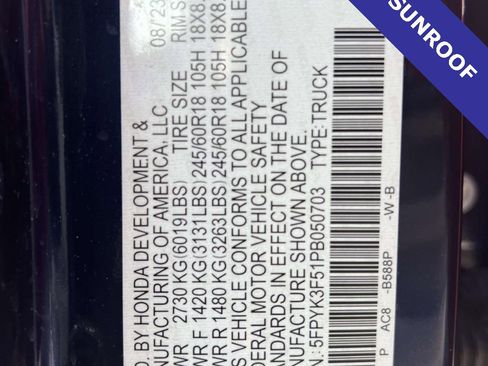 SUNROOF
D. BY HONDA DEVELOPMENT &
NUFACTURING OF AMERICA, LLC 08/23
WR 2730 KG(6019LBS) TIRE SIZE RIM S
WR F 1420 KG(3131LBS) 245/60R18 105H 18X8.
WR R 1480 KG(3263LBS) 245/60R18 105H 18X8.
S VEHICLE CONFORMS TO ALL APPLICABLE
DERAL MOTOR VEHICLE SAFETY
ANDARDS IN EFFECT ON THE DATE OF
NUFACTURE SHOWN ABOVE.
N: 5FPYK3F51PB050703 TYPE: TRUCK
P AC8 -B588P -W -B